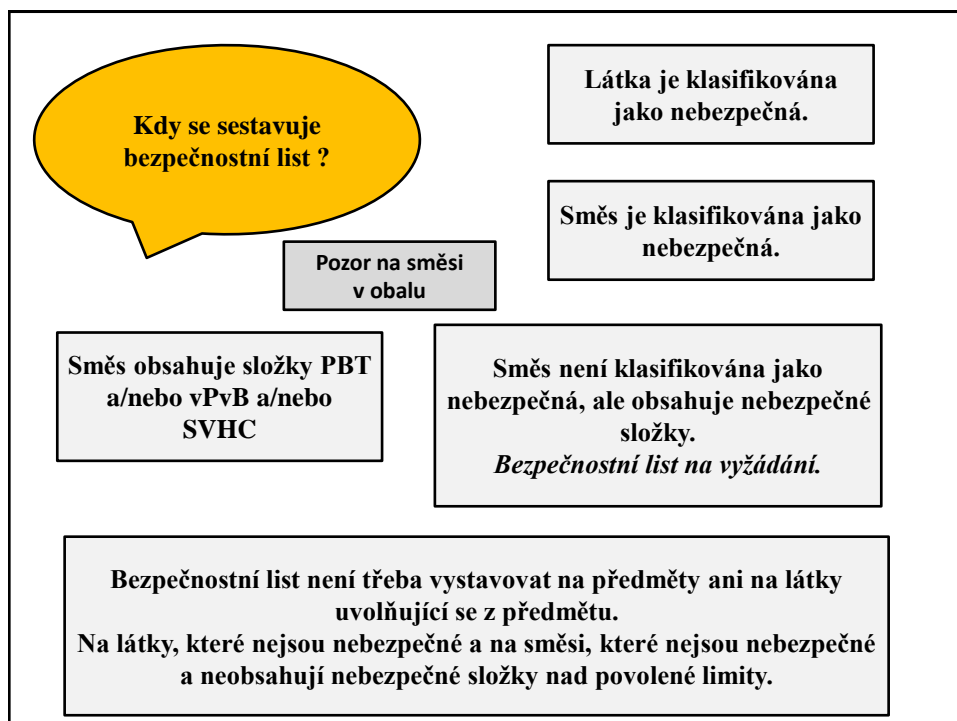 Kdy se sestavuje
bezpečnostní list ?
Látka je klasifikována
jako nebezpečná.
Směs je klasifikována jako
nebezpečná.
Pozor na směsi
v obalu
Směs obsahuje složky PBT
a/nebo vPvB a/nebo
SVHC
Směs není klasifikována jako
nebezpečná, ale obsahuje nebezpečné
složky.
Bezpečnostní list na vyžádání.
Bezpečnostní list není třeba vystavovat na předměty ani na látky
uvolňující se z předmětu.
Na látky, které nejsou nebezpečné a na směsi, které nejsou nebezpečné
a neobsahují nebezpečné složky nad povolené limity.